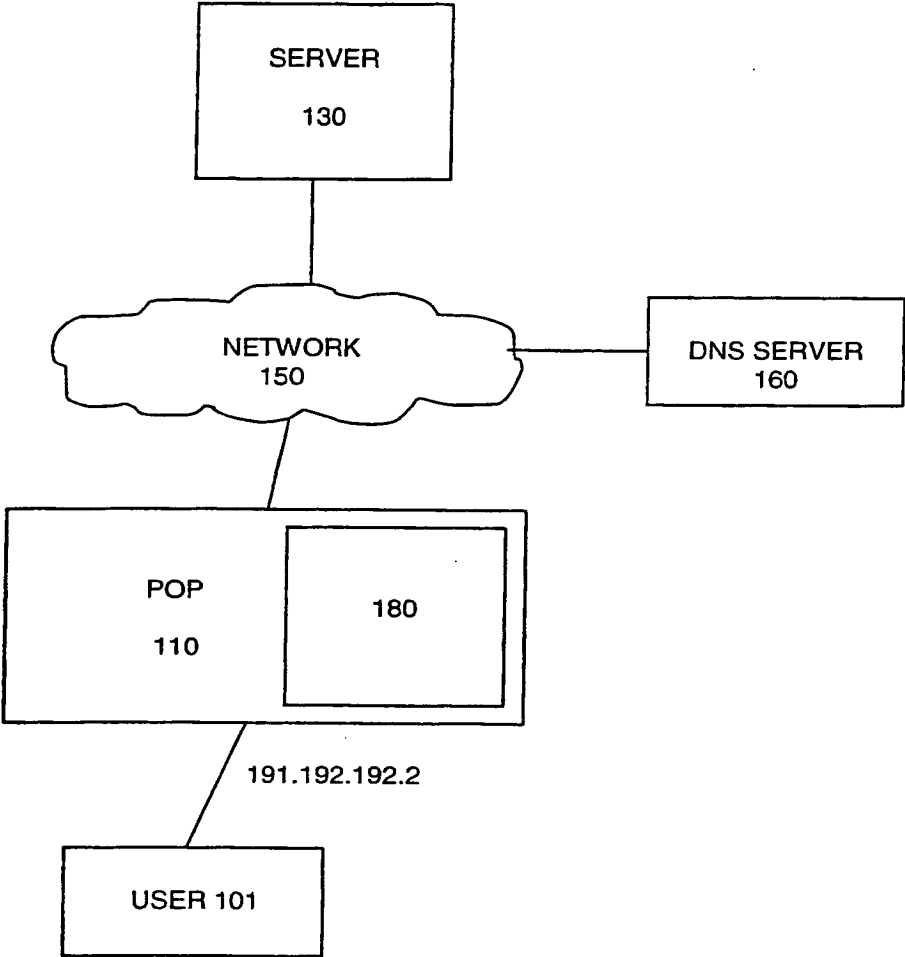 SERVER
130
NETWORK
150
DNS SERVER
160
POP
110
180
191.192.192.2
USER 101